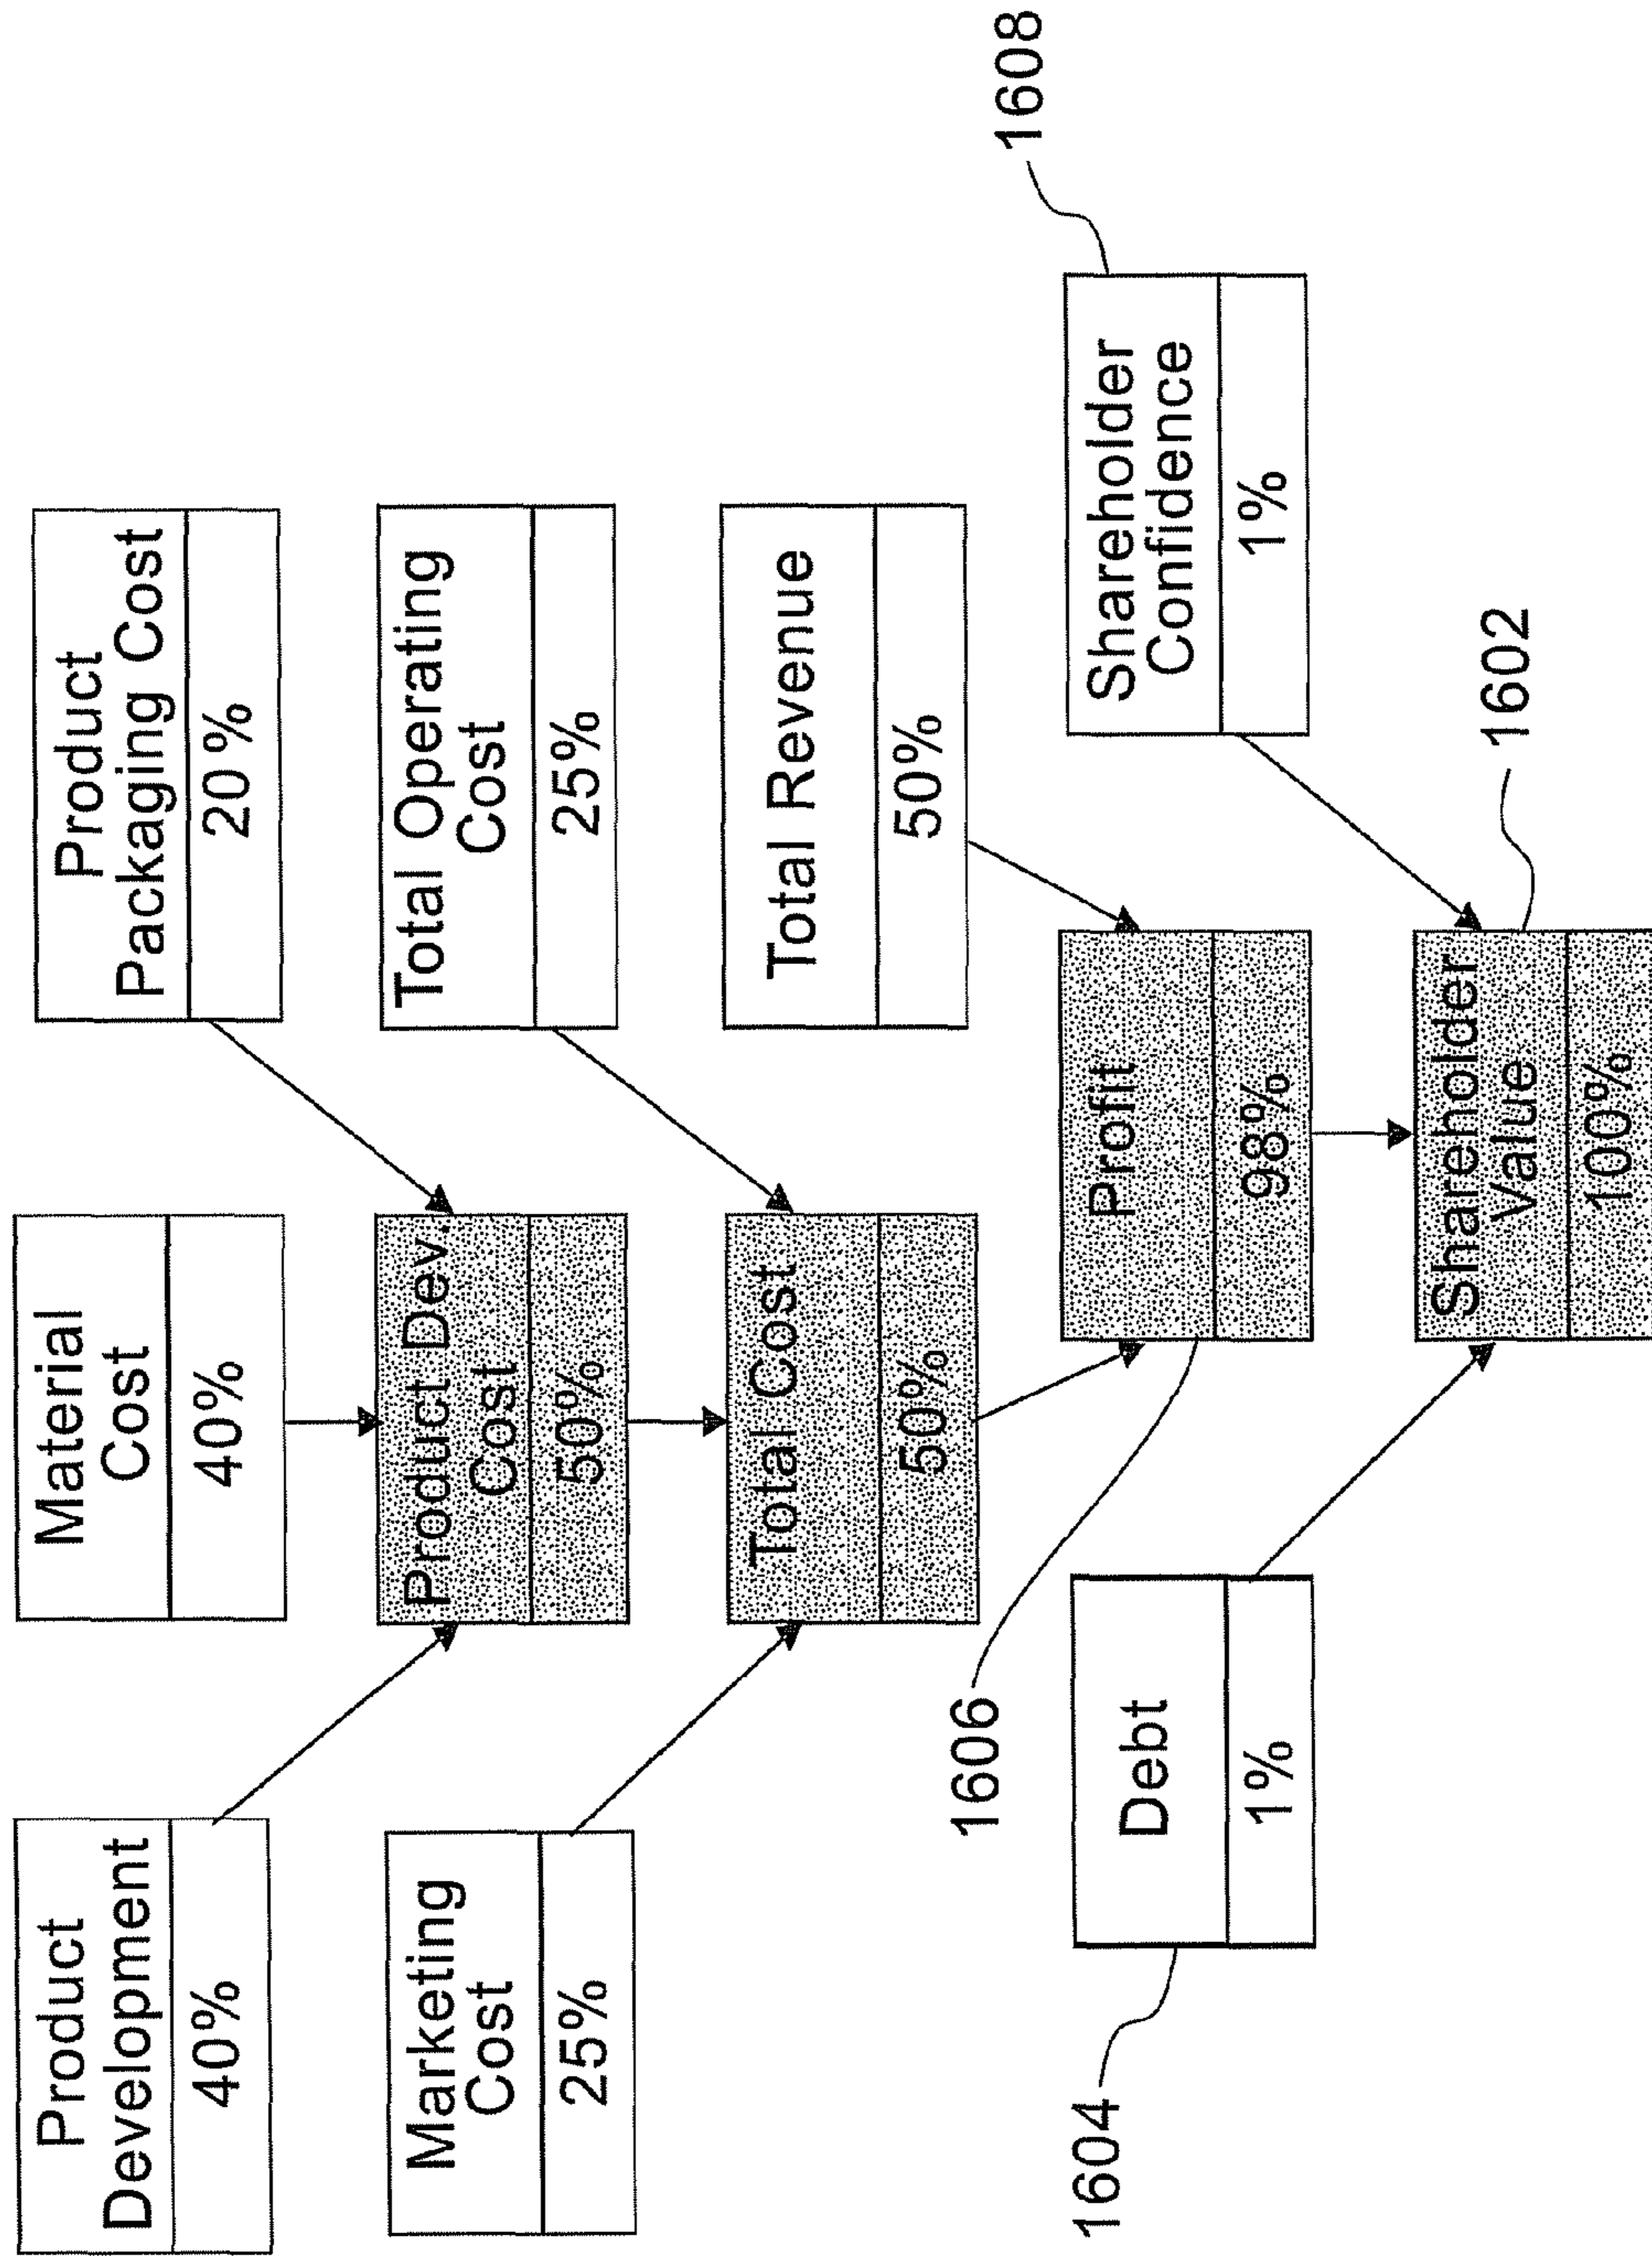 Product
Development
40%
Material
Cost
40%
Product
Packaging Cost
20%
Product Dev.
Cost
50%
Marketing
Cost
25%
Total Operating
Cost
25%
Total Cost
50%
Total Revenue
50%
1606
Profit
98%
1604
Debt
1%
Shareholder
Confidence
1%
1608
Shareholder
Value
100%
1602